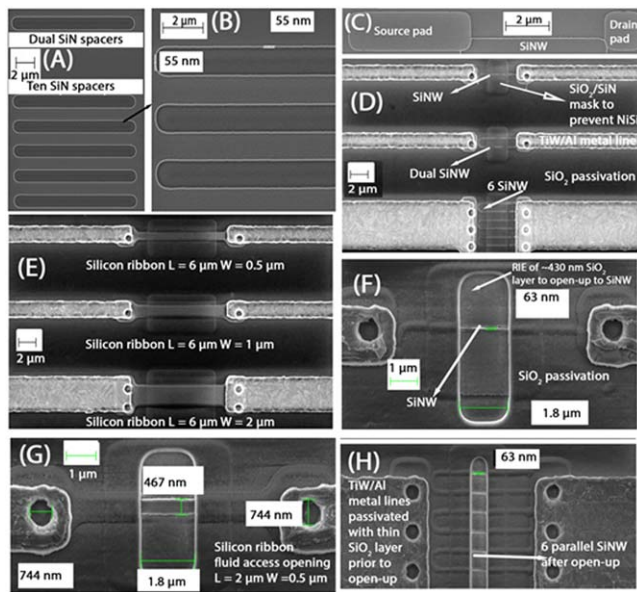 (A)
Dual SiN spacers
2 µm
Ten SiN spacers
(B)
2 µm
55 nm
55 nm
(C)
2 µm
Source pad
Drain
pad
SiNW
(D)
SiNW
SiO2/SiN
mask to
prevent NiSi
TiW/Al metal lines
Dual SiNW
SiO2 passivation
2 µm
6 SiNW
(E)
Silicon ribbon L = 6 µm W = 0.5 µm
Silicon ribbon L = 6 µm W = 1 µm
2 µm
Silicon ribbon L = 6 µm W = 2 µm
(F)
RIE of ~430 nm SiO2
layer to open-up to SiNW
63 nm
1 µm
SiNW
SiO2 passivation
1.8 µm
(G)
1 µm
467 nm
744 nm
Silicon ribbon
fluid access opening
L = 2 µm W =0.5 µm
744 nm
1.8 µm
(H)
63 nm
TiW/Al
metal lines
passivated
with thin
SiO2 layer
prior to
open-up
6 parallel SiNW
after open-up